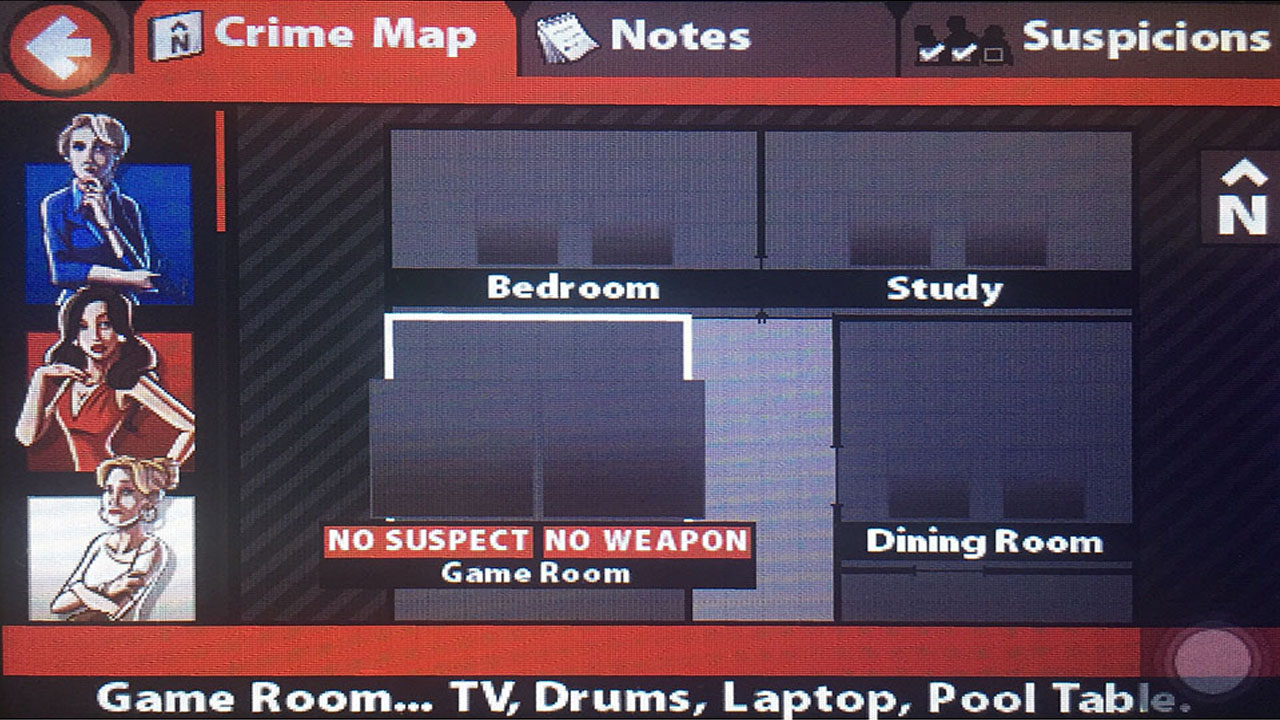 Crime Map
Notes
Suspicions
N
Bedroom
Study
NO SUSPECT NO WEAPON
Game Room
Dining Room
Game Room... TV, Drums, Laptop, Pool Table.